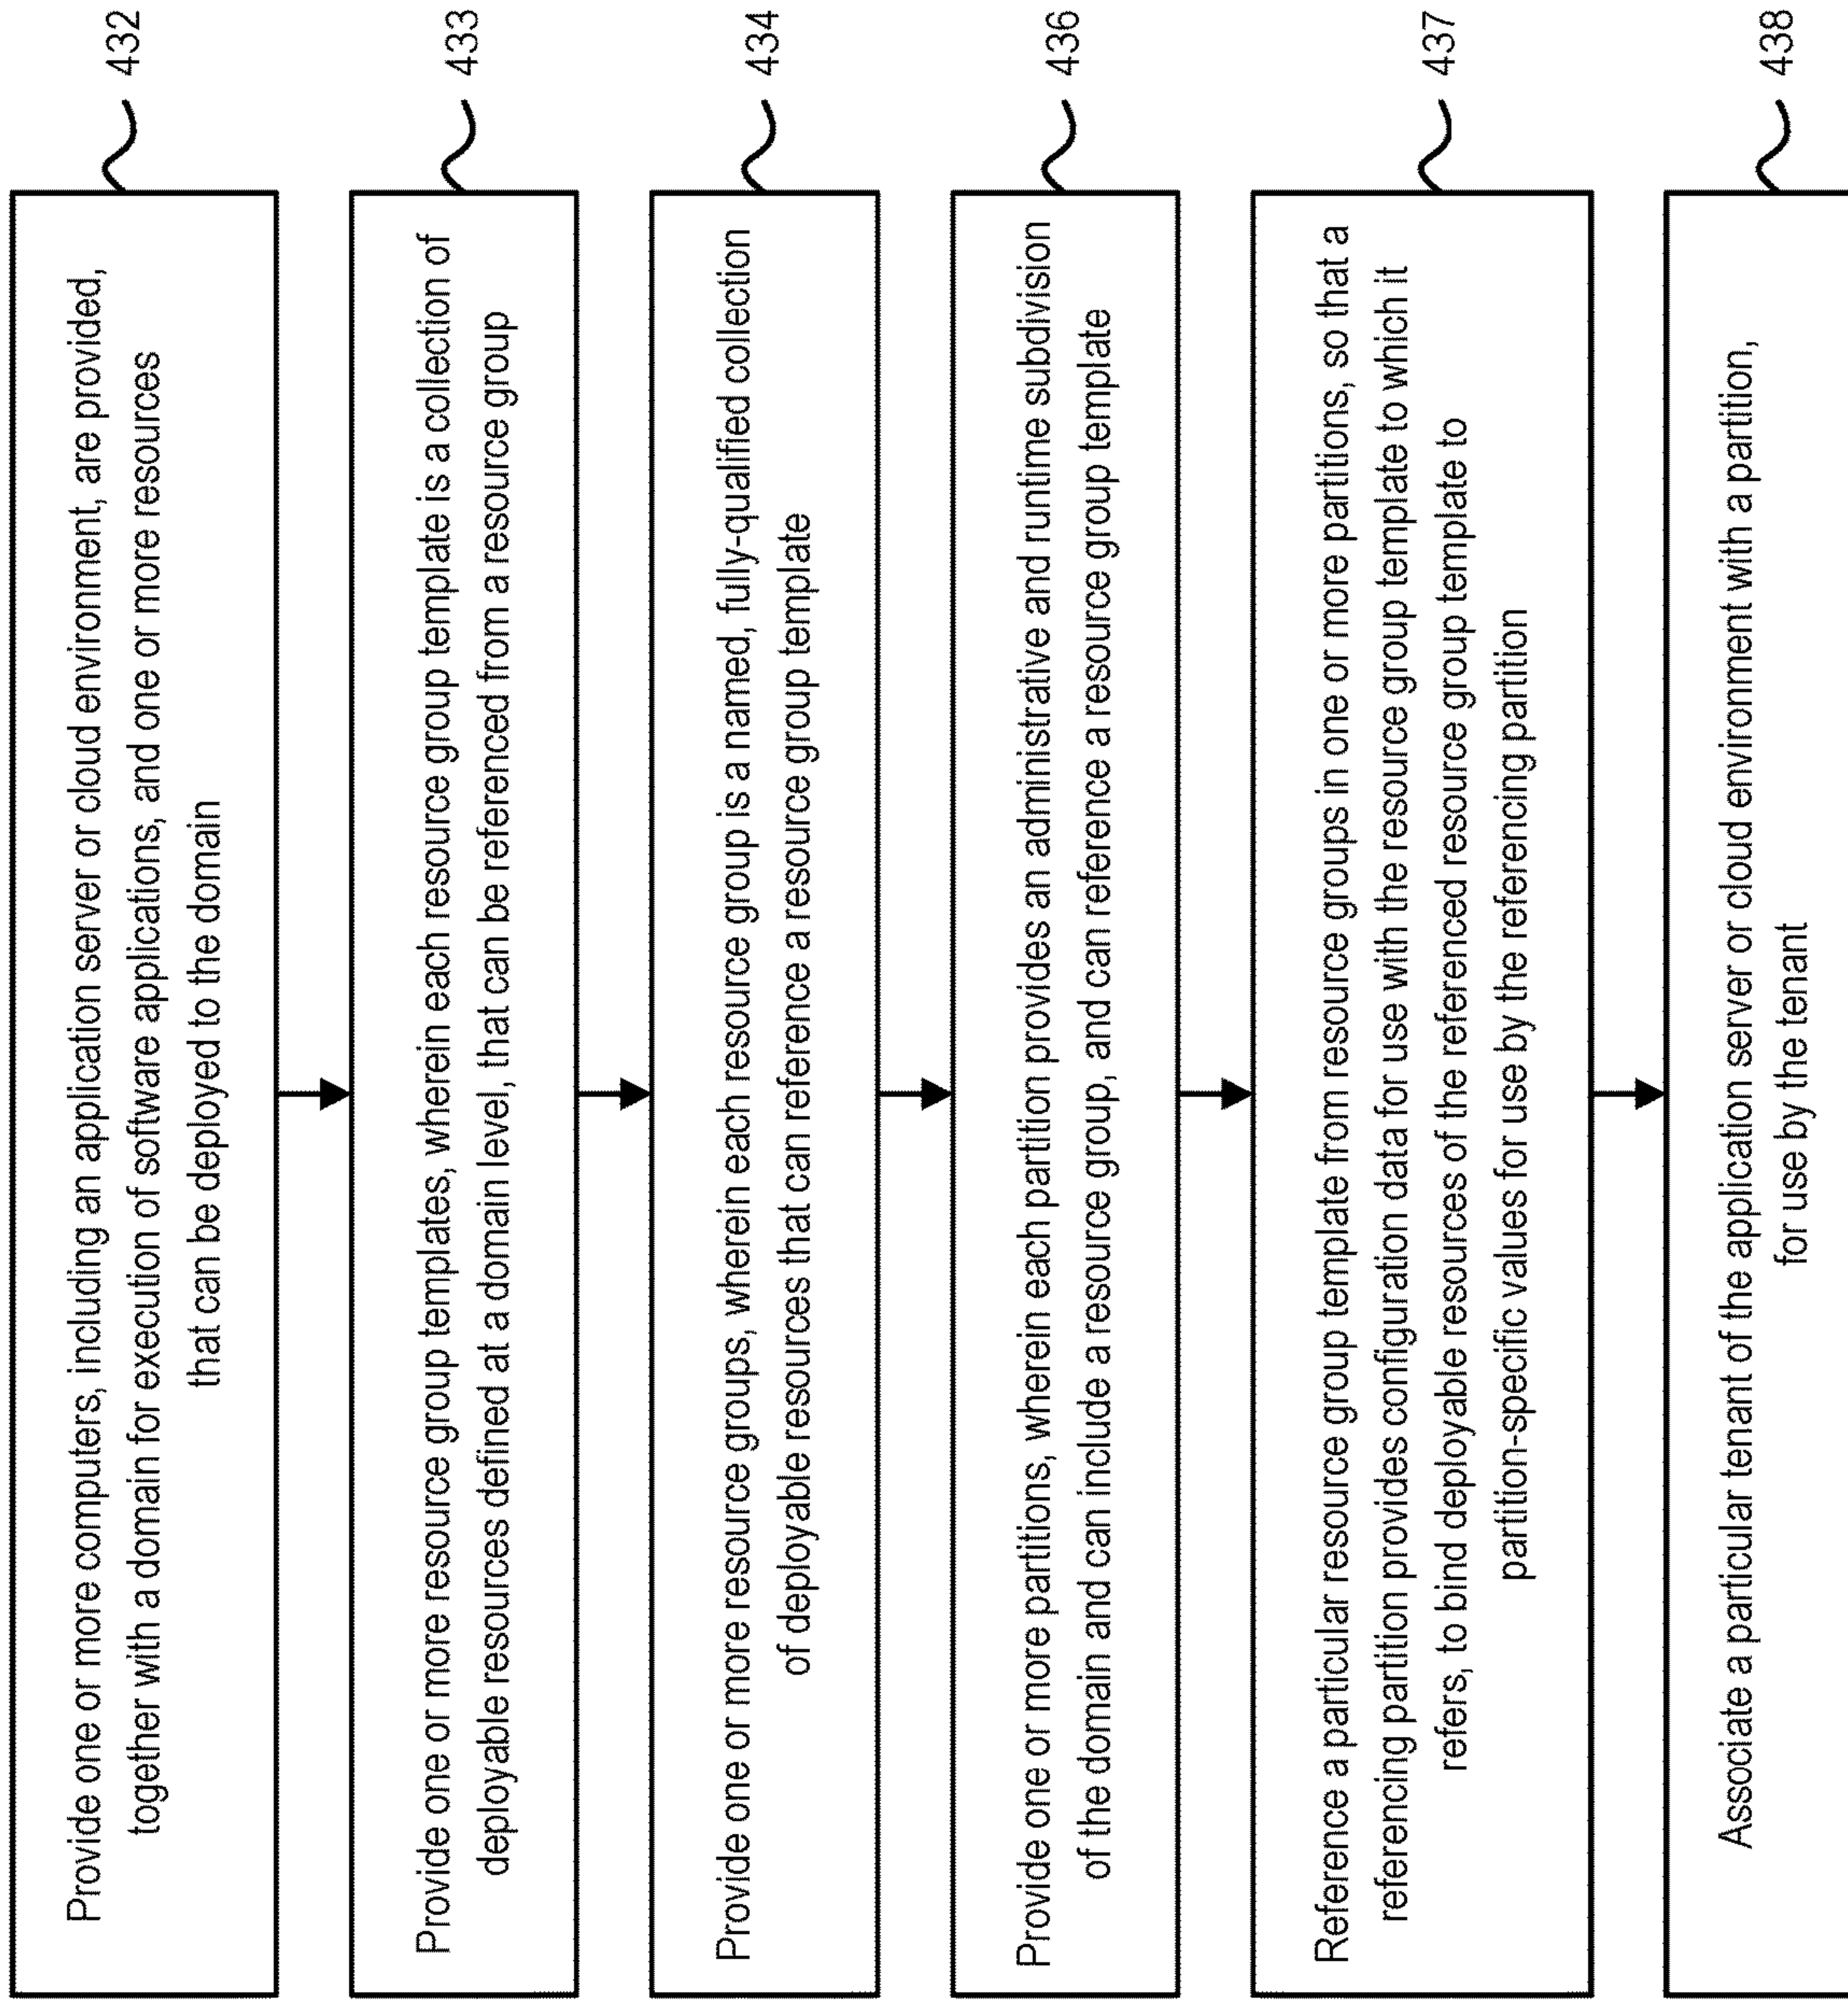 Provide one or more computers, including an application server or cloud environment, are provided,
together with a domain for execution of software applications, and one or more resources
that can be deployed to the domain
432
Provide one or more resource group templates, wherein each resource group template is a collection of
deployable resources defined at a domain level, that can be referenced from a resource group
433
Provide one or more resource groups, wherein each resource group is a named, fully-qualified collection
of deployable resources that can reference a resource group template
434
Provide one or more partitions, wherein each partition provides an administrative and runtime subdivision
of the domain and can include a resource group, and can reference a resource group template
436
Reference a particular resource group template from resource groups in one or more partitions, so that a
referencing partition provides configuration data for use with the resource group template to which it
refers, to bind deployable resources of the referenced resource group template to
partition-specific values for use by the referencing partition
437
Associate a particular tenant of the application server or cloud environment with a partition,
for use by the tenant
438